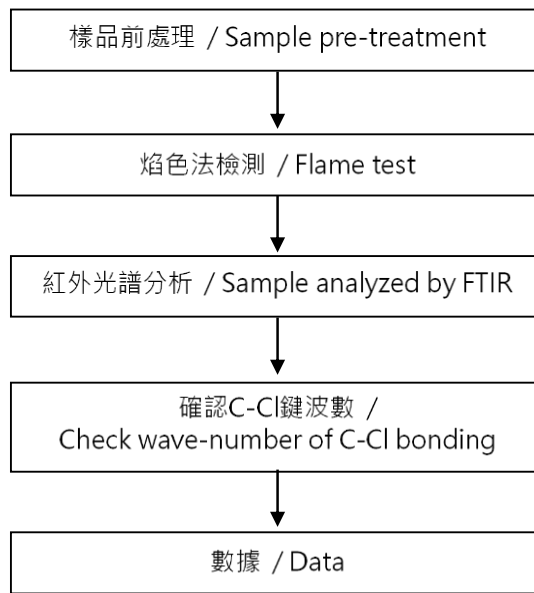 樣品前處理 / Sample pre-treatment
焰色法檢測 / Flame test
紅外光譜分析 / Sample analyzed by FTIR
確認C-Cl鍵波數 /
Check wave-number of C-Cl bonding
數據 / Data